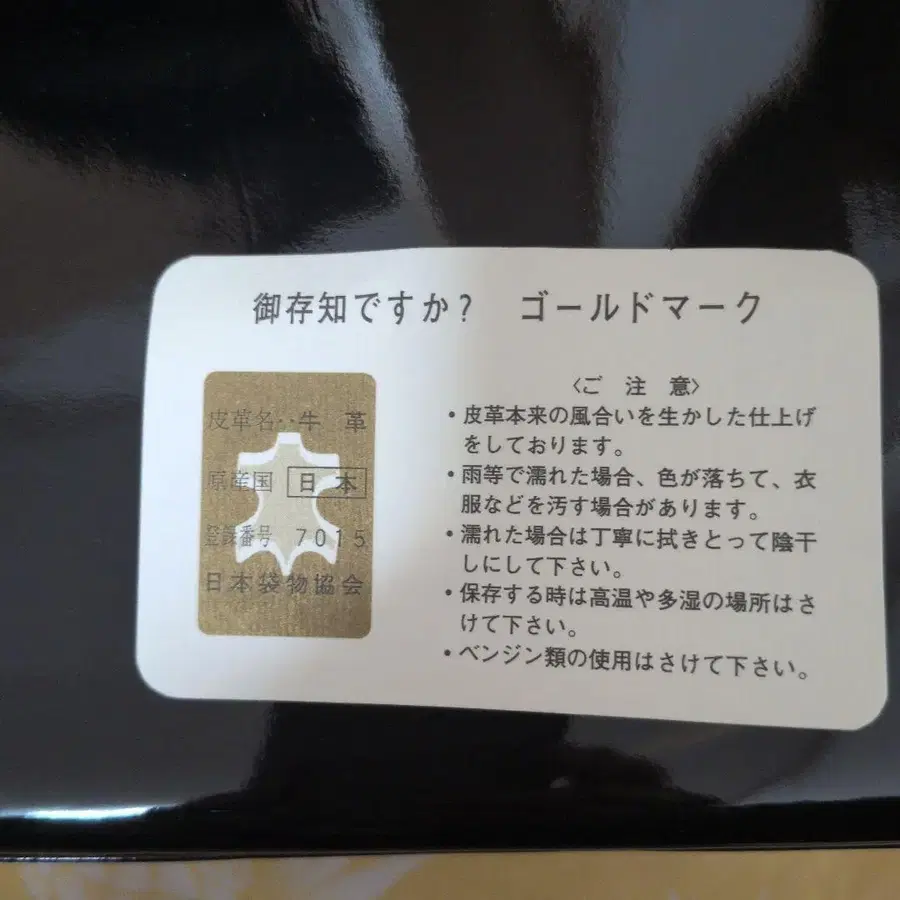 御存知ですか? ゴールドマーク
皮革名‥牛 革
原産国 日 本
登録番号 7015
日本袋物協会
〈ご 注 意〉
・皮革本来の風合いを生かした仕上げ
をしております。
・雨等で濡れた場合、色が落ちて、衣
服などを汚す場合があります。
・濡れた場合は丁寧に拭きとって陰干
しにして下さい。
・保存する時は高温や多湿の場所はさ
けて下さい。
・ベンジン類の使用はさけて下さい。